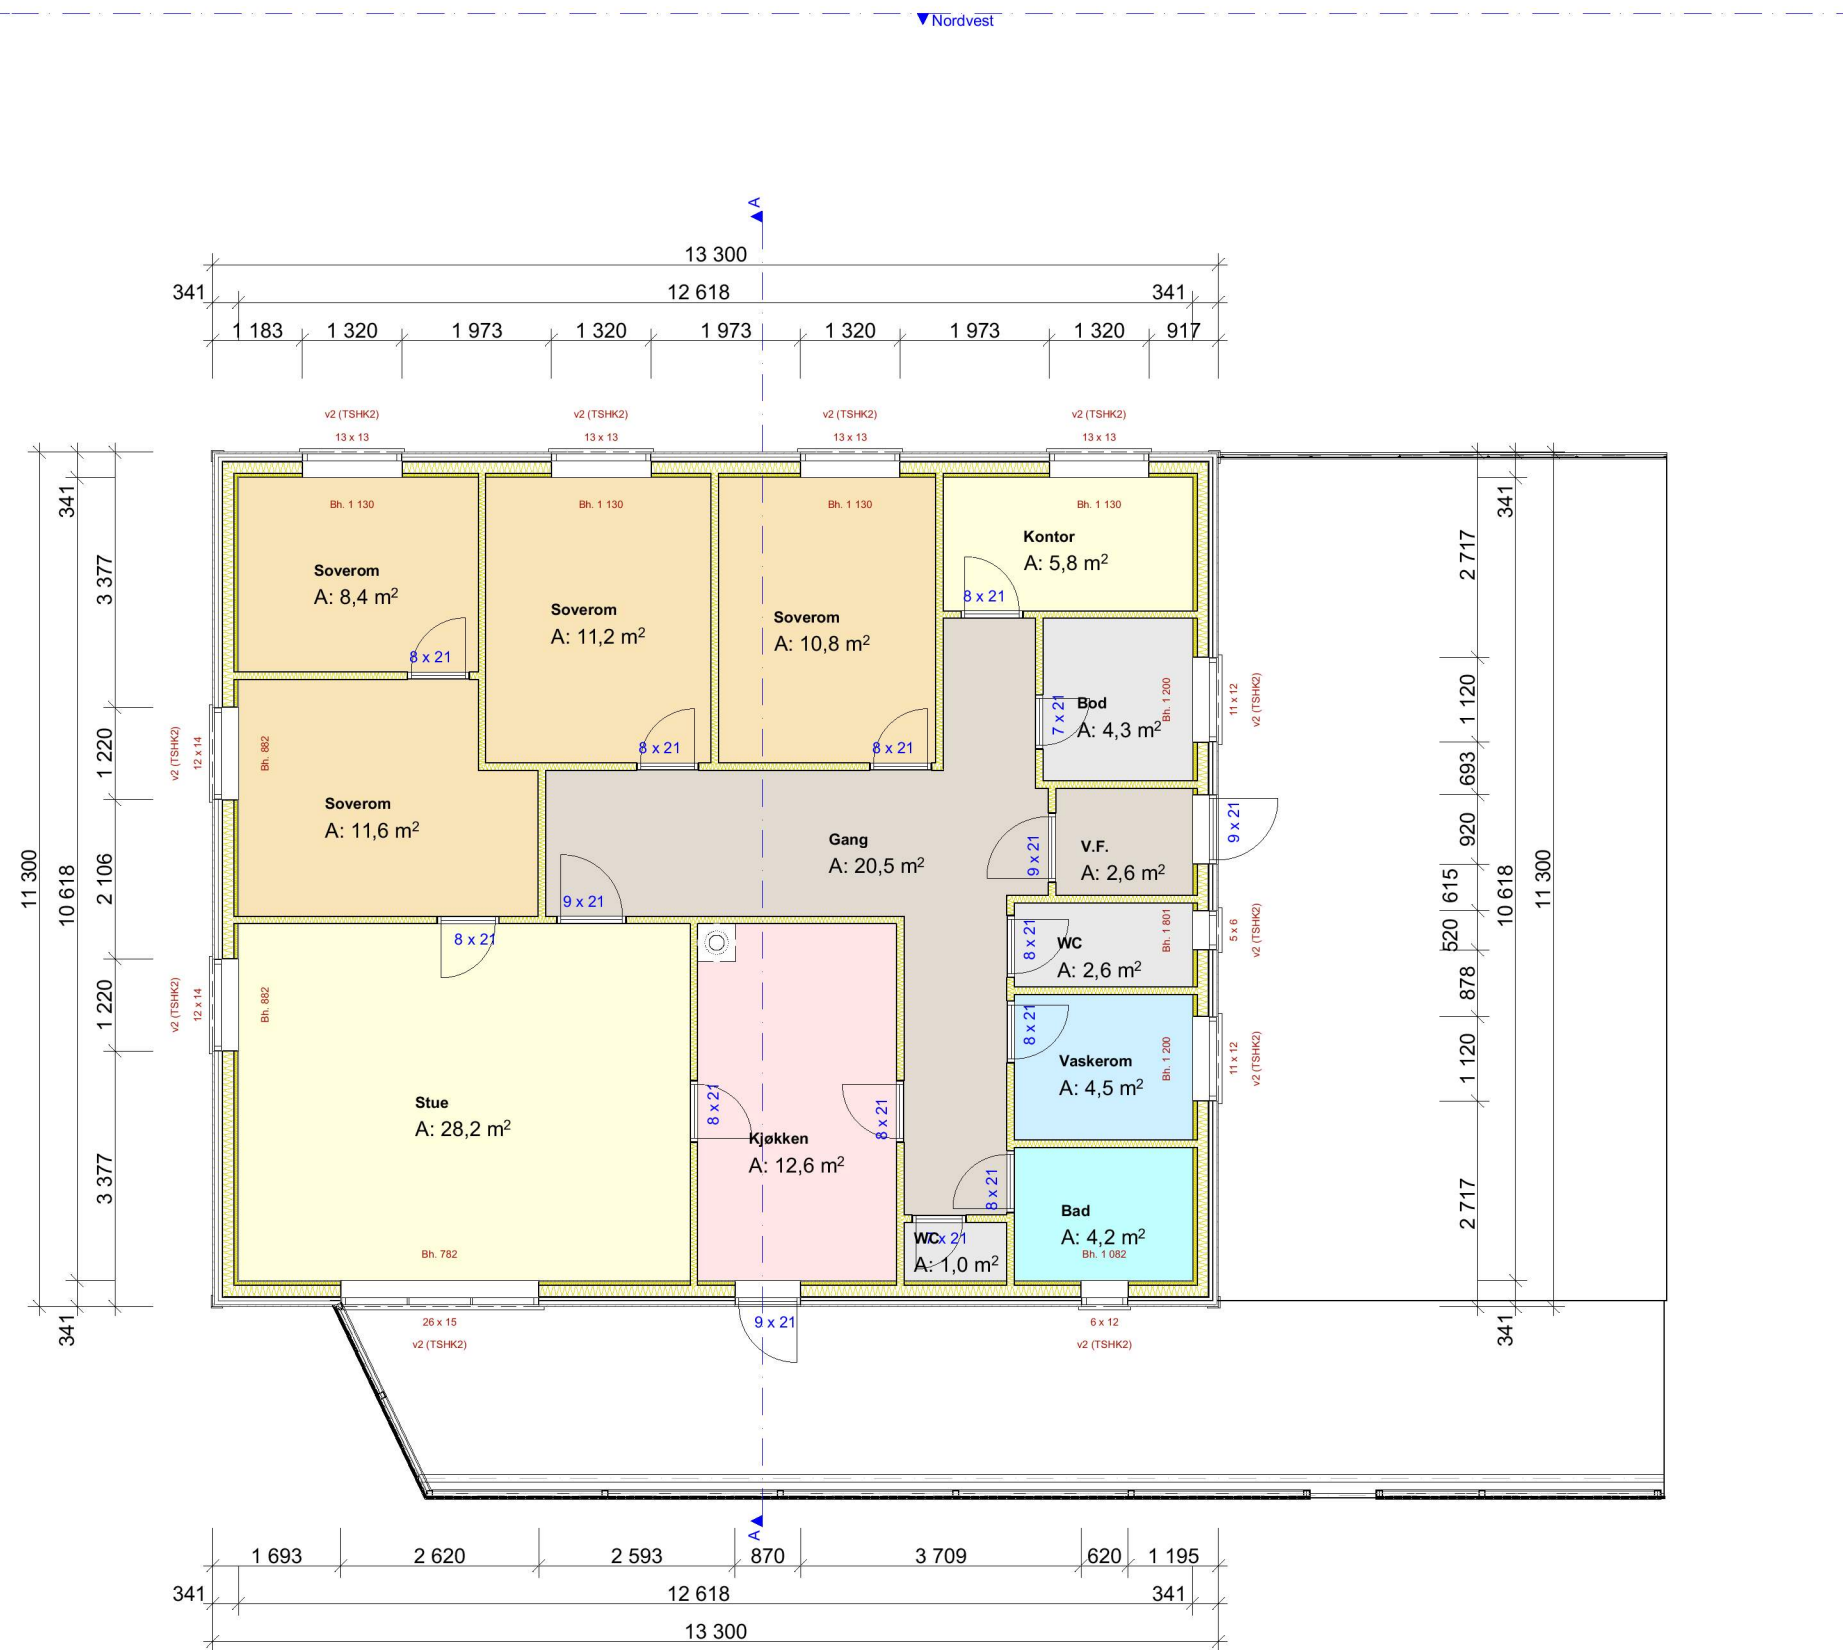 Nordvest
A
13 300
341 12 618 341
1 183 1 320 1 973 1 320 1 973 1 320 1 973 1 320 917
v2 (TSHK2) v2 (TSHK2) v2 (TSHK2) v2 (TSHK2)
13 x 13 13 x 13 13 x 13 13 x 13
Bh. 1 130 Bh. 1 130 Bh. 1 130 Bh. 1 130
Soverom
A: 8,4 m²
8 x 21
Soverom
A: 11,2 m²
8 x 21
Soverom
A: 10,8 m²
8 x 21
Kontor
A: 5,8 m²
8 x 21
Bod
A: 4,3 m²
7 x 21
Bh. 1 200
11 x 12
v2 (TSHK2)
Soverom
A: 11,6 m²
8 x 21
Bh. 882
12 x 14
v2 (TSHK2)
Gang
A: 20,5 m²
9 x 21
9 x 21
V.F.
A: 2,6 m²
9 x 21
WC
A: 2,6 m²
8 x 21
Bh. 1 801
5 x 6
v2 (TSHK2)
Stue
A: 28,2 m²
Bh. 882
12 x 14
v2 (TSHK2)
Bh. 782
26 x 15
v2 (TSHK2)
8 x 21
Kjøkken
A: 12,6 m²
8 x 21
9 x 21
Vaskerom
A: 4,5 m²
8 x 21
Bh. 1 200
11 x 12
v2 (TSHK2)
Bad
A: 4,2 m²
8 x 21
Bh. 1 082
6 x 12
v2 (TSHK2)
WC
7 x 21
A: 1,0 m²
11 300
341
10 618
341
3 377
1 220
2 106
1 220
3 377
2 717
1 120
693
920
615
520
878
1 120
2 717
341
10 618
341
11 300
A
1 693 2 620 2 593 870 3 709 620 1 195
341 12 618 341
13 300